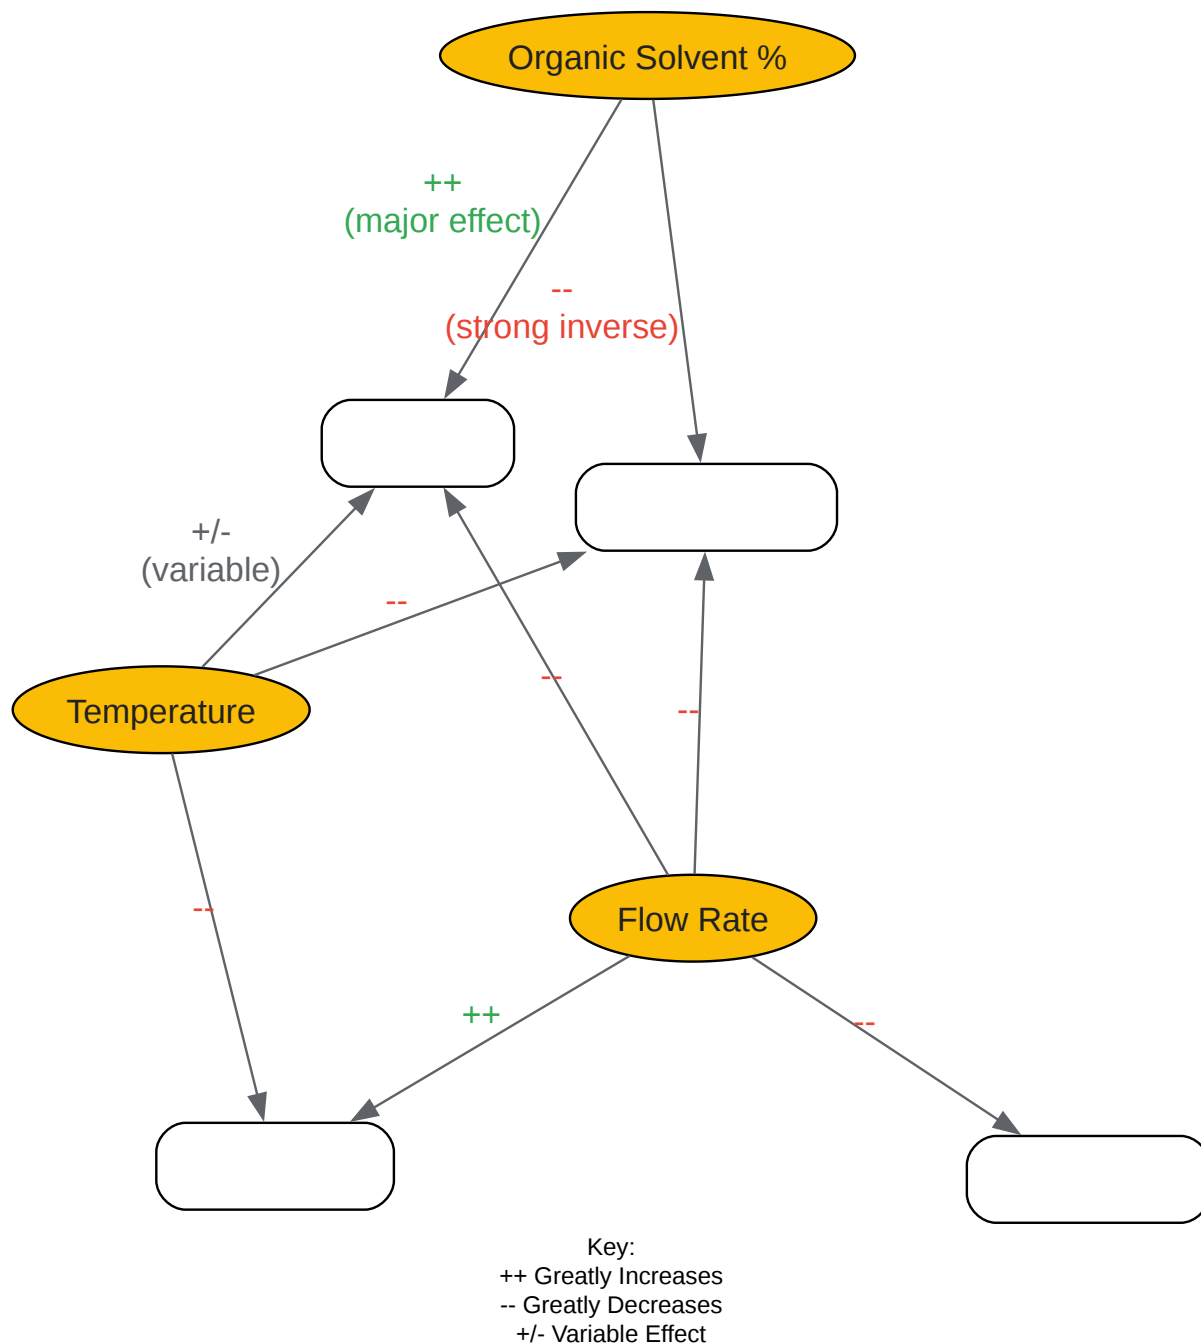 Organic Solvent %
++
(major effect)
--
(strong inverse)
+/-
(variable)
--
--
--
Temperature
--
Flow Rate
++
--
Key:
++ Greatly Increases
-- Greatly Decreases
+/- Variable Effect